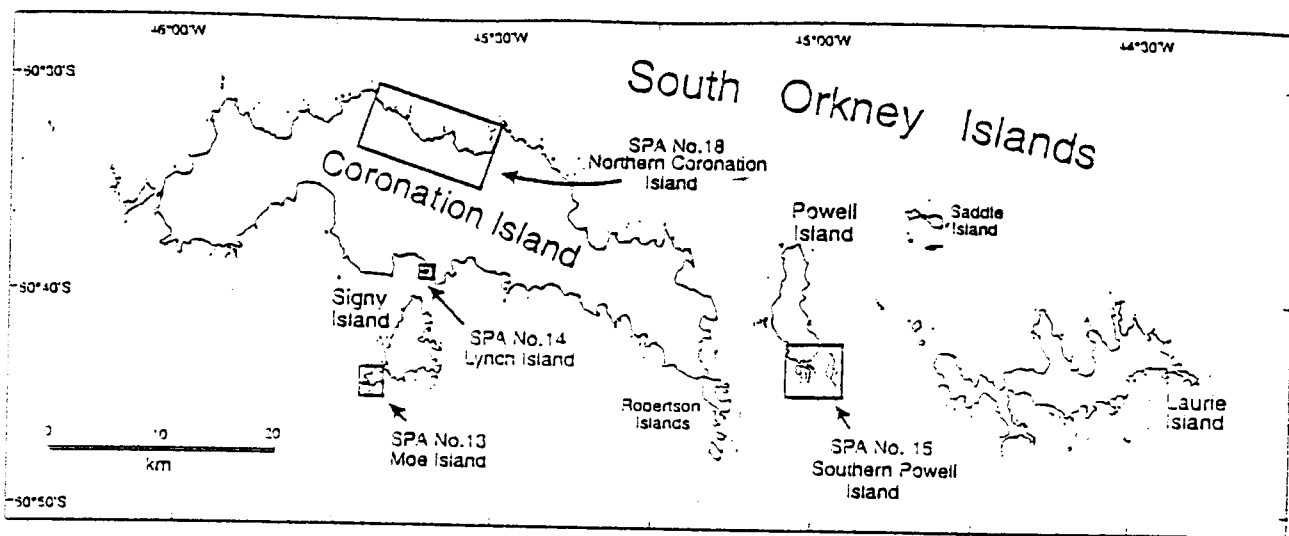 46°00'W
45°30'W
45°00'W
44°30'W
60°30'S
South Orkney Islands
SPA No.18
Northern Coronation
Island
Coronation Island
Powell
Island
Saddle
Island
60°40'S
Signy
Island
SPA No.14
Lynch Island
Robertson
Islands
Laurie
Island
0 10 20
km
SPA No.13
Moe Island
SPA No. 15
Southern Powell
Island
60°50'S